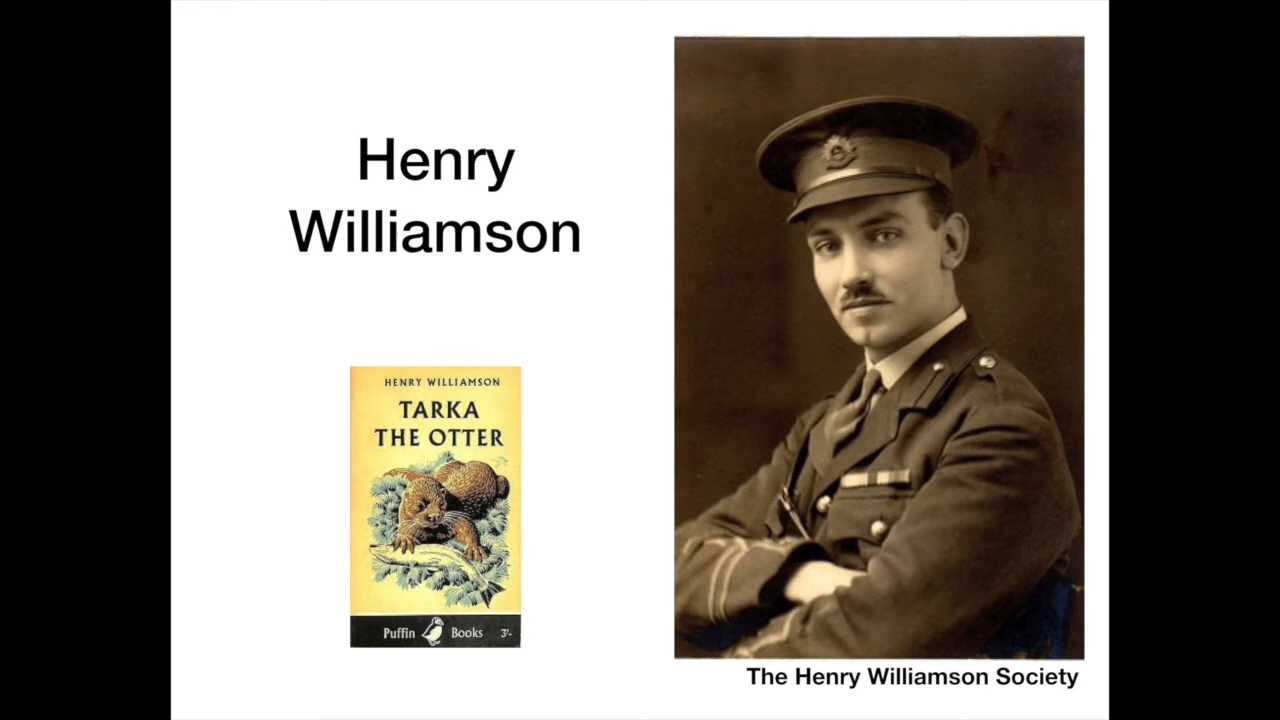 Henry
Williamson
HENRY WILLIAMSON
TARKA
THE OTTER
Puffin Books 3/-
The Henry Williamson Society